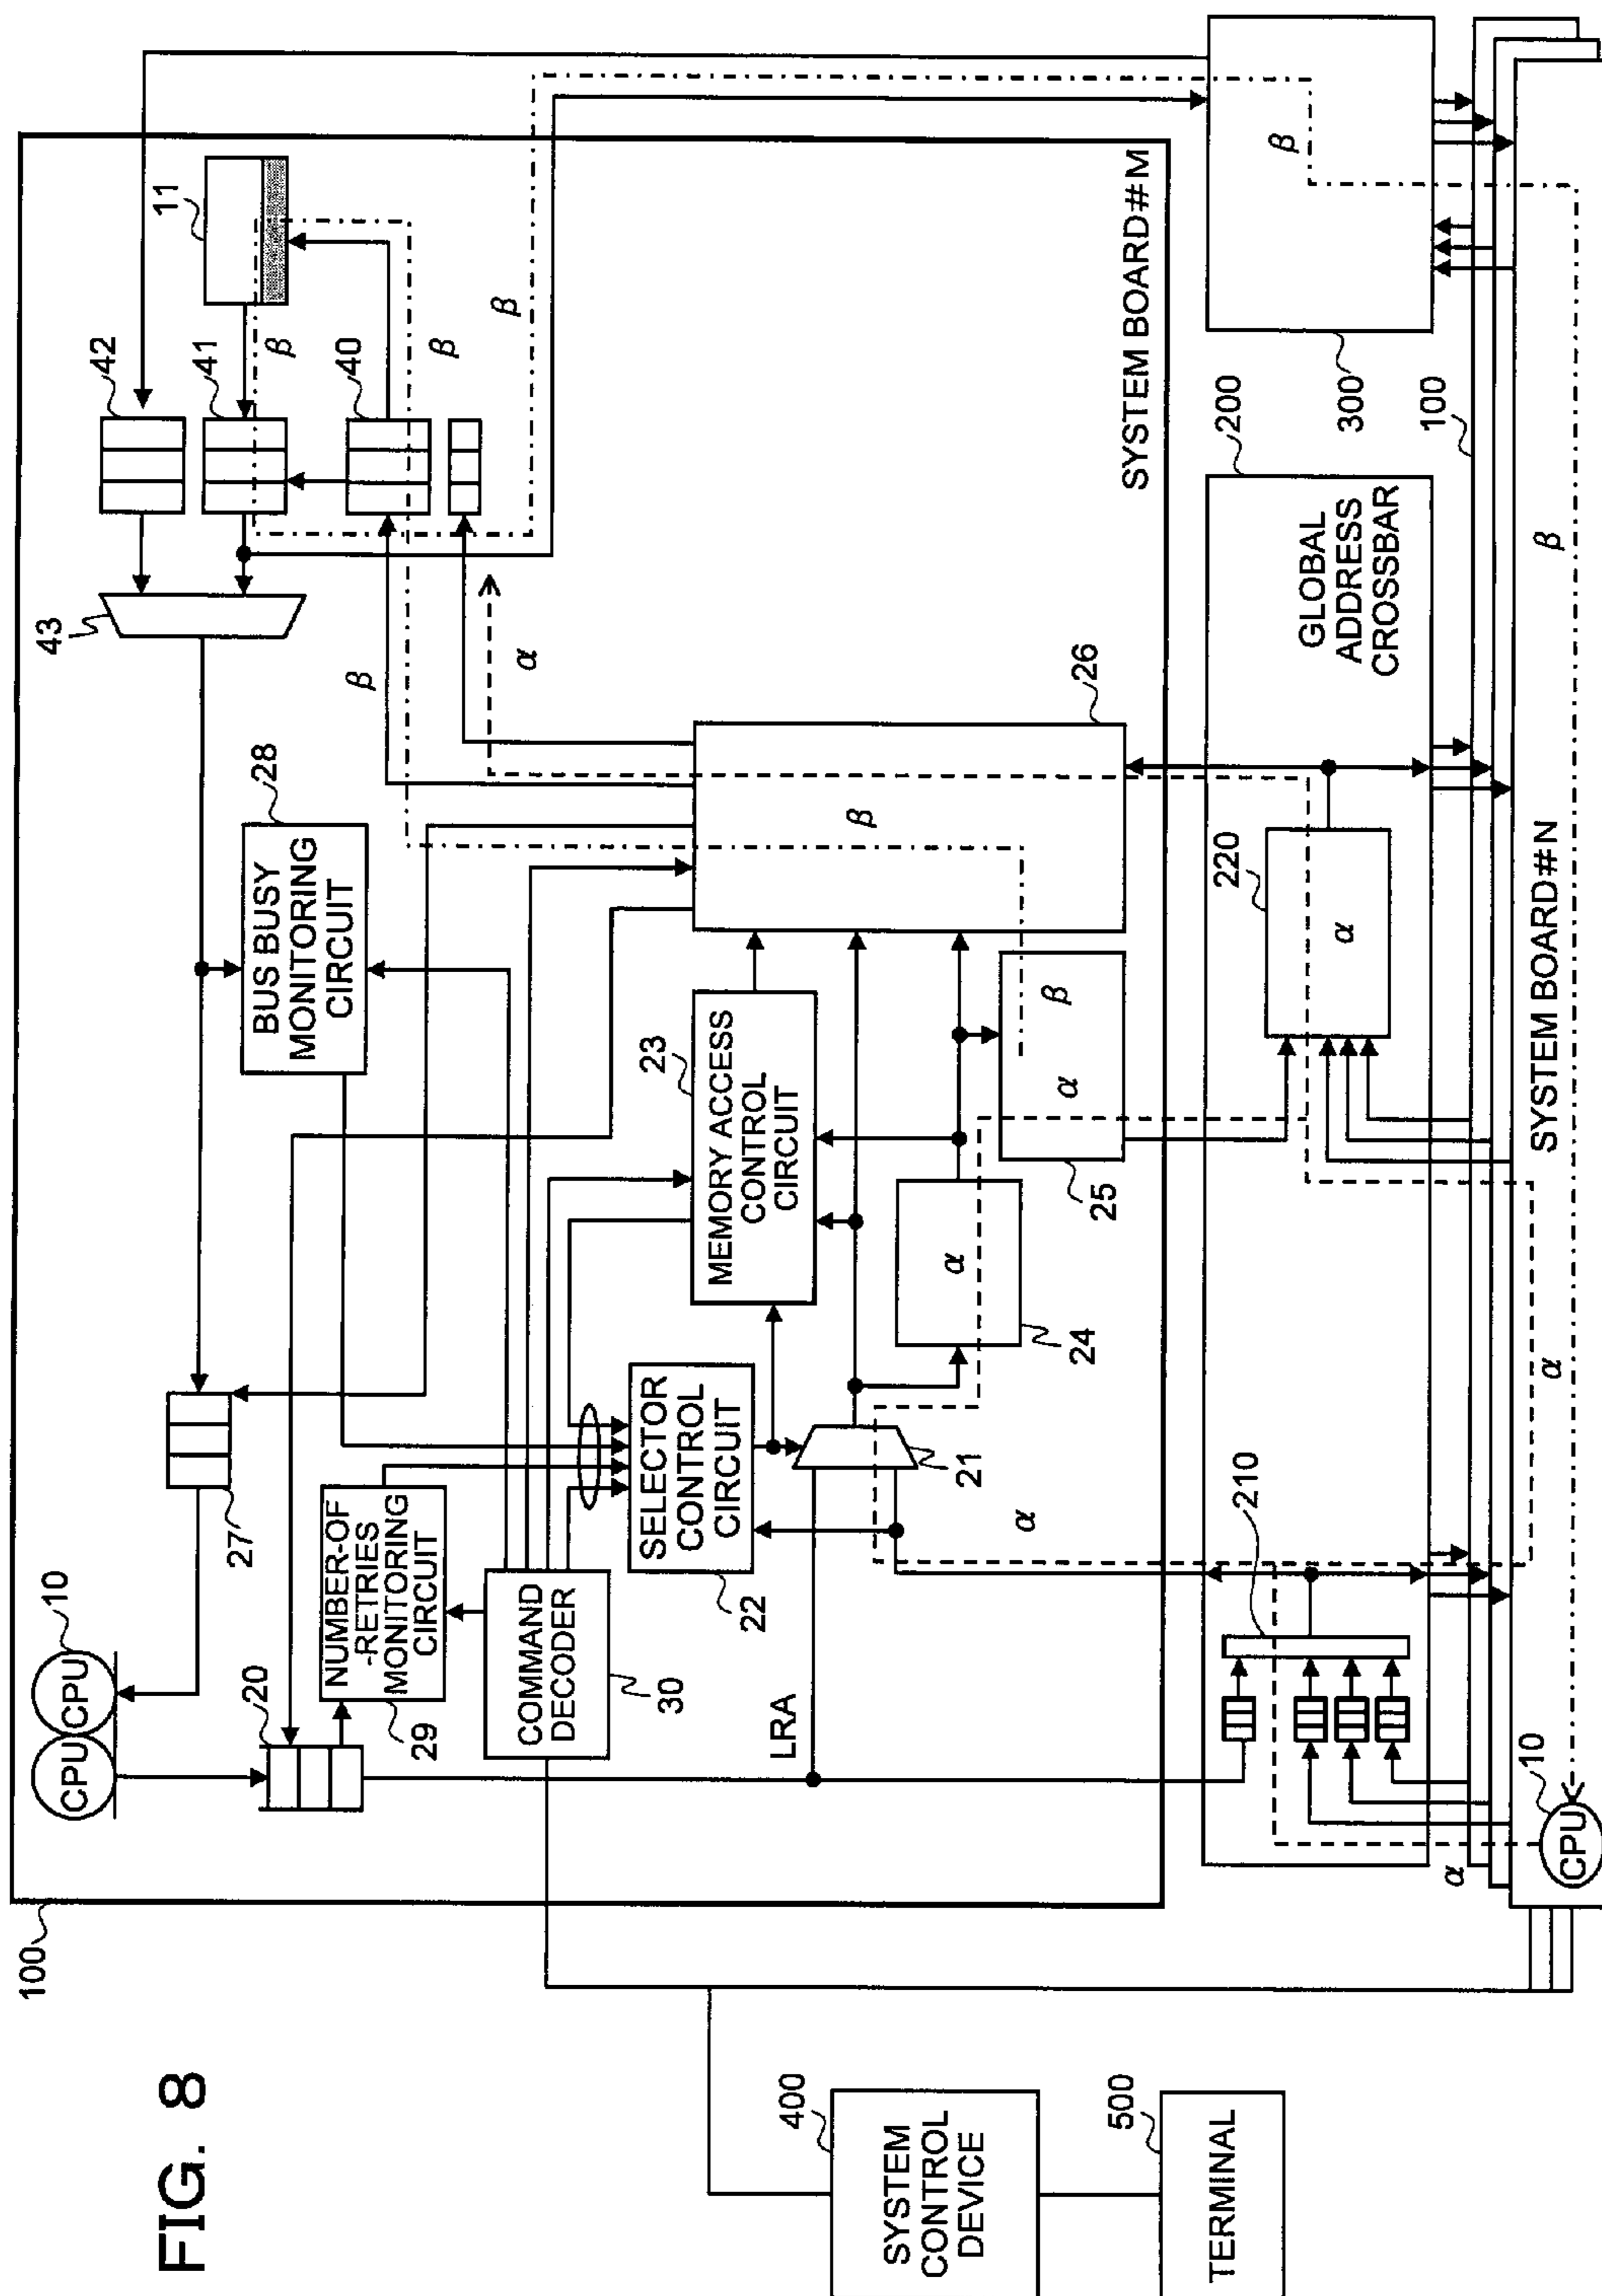 FIG. 8
100
CPU
CPU
10
20
27
NUMBER-OF
-RETRIES
MONITORING
CIRCUIT
29
COMMAND
DECODER
30
LRA
SELECTOR
CONTROL
CIRCUIT
22
21
BUS BUSY
MONITORING
CIRCUIT
28
MEMORY ACCESS
CONTROL
CIRCUIT
23
α
24
α
β
25
β
26
43
42
41
40
11
β
β
β
β
α
α
SYSTEM BOARD#M
210
220
α
GLOBAL
ADDRESS
CROSSBAR
200
β
300
100
α
CPU
10
α
SYSTEM BOARD#N
β
SYSTEM
CONTROL
DEVICE
400
TERMINAL
500